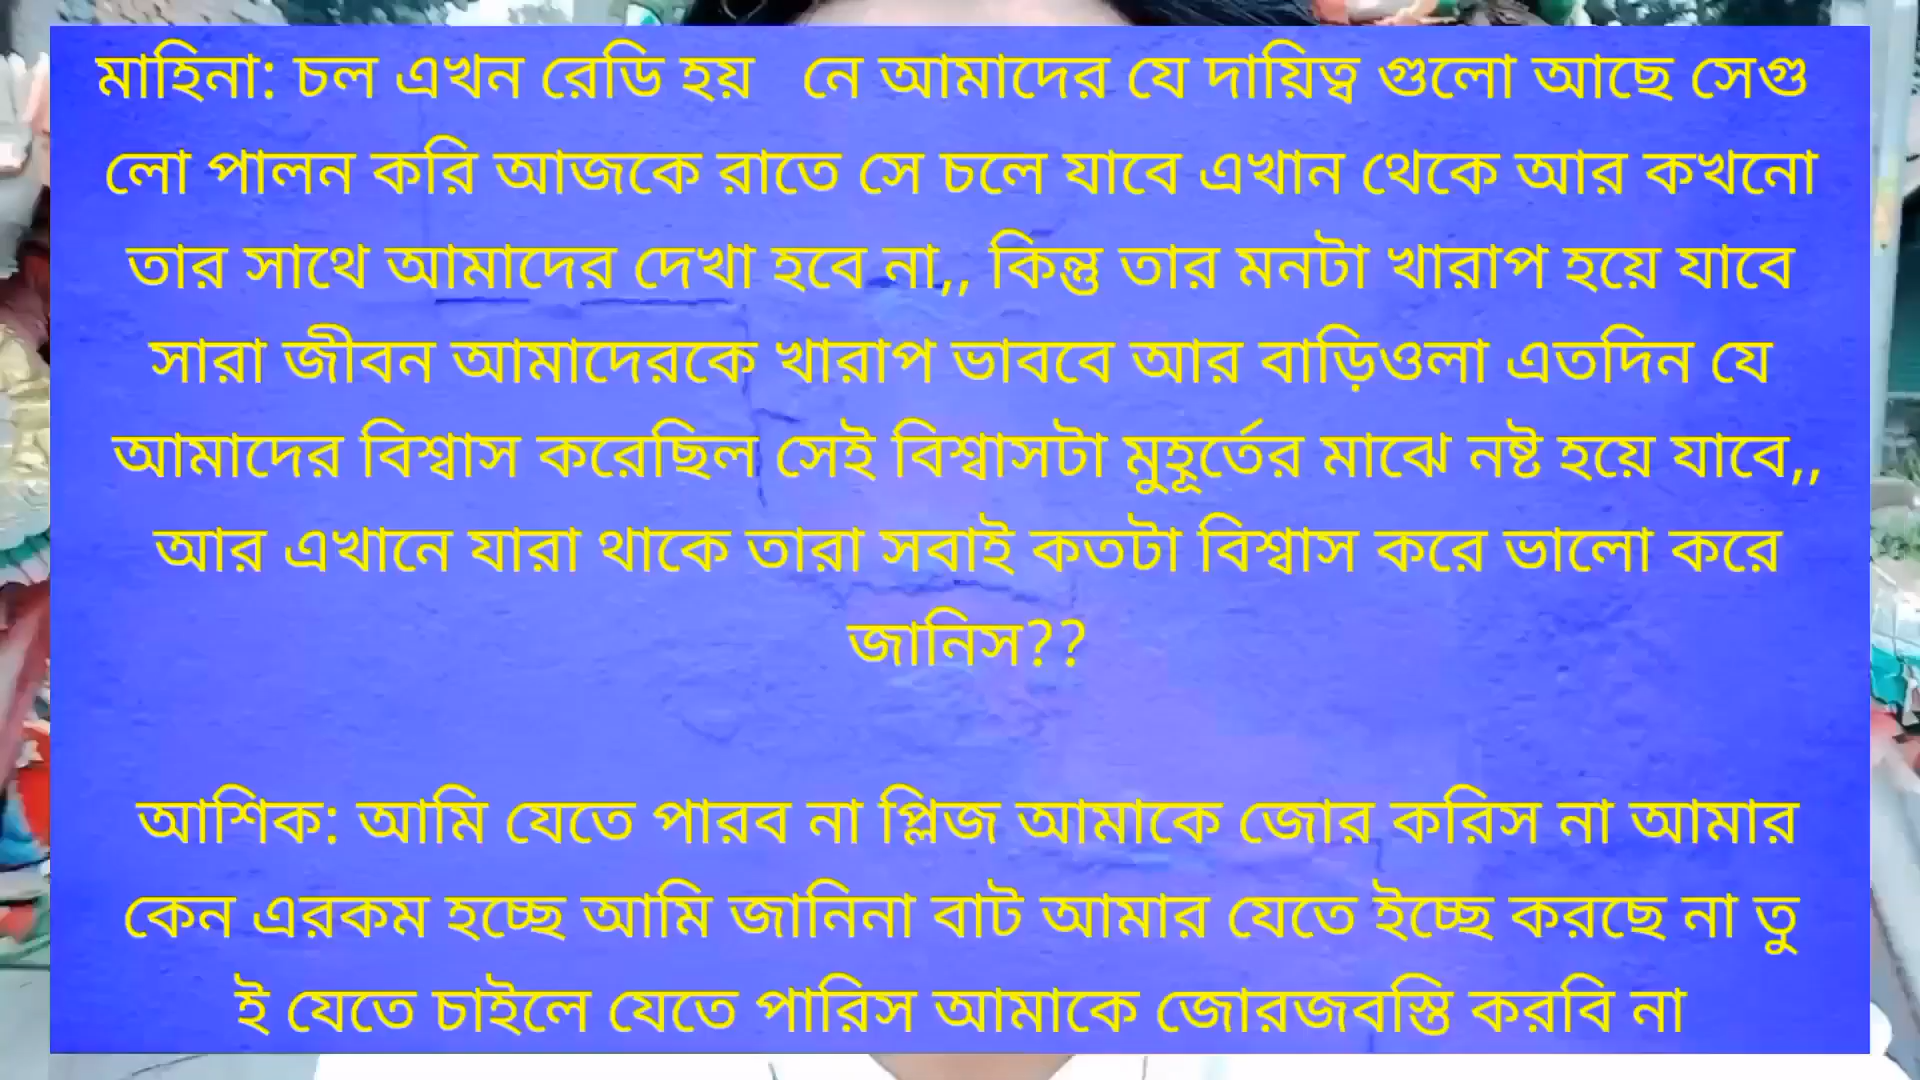 মাহিনা: চল এখন রেডি হয় নে আমাদের যে দায়িত্ব গুলো আছে সেগু
লো পালন করি আজকে রাতে সে চলে যাবে এখান থেকে আর কখনো
তার সাথে আমাদের দেখা হবে না,, কিন্তু তার মনটা খারাপ হয়ে যাবে
সারা জীবন আমাদেরকে খারাপ ভাববে আর বাড়িওলা এতদিন যে
আমাদের বিশ্বাস করেছিল সেই বিশ্বাসটা মুহূর্তের মাঝে নষ্ট হয়ে যাবে,,
আর এখানে যারা থাকে তারা সবাই কতটা বিশ্বাস করে ভালো করে
জানিস??
আশিক: আমি যেতে পারব না প্লিজ আমাকে জোর করিস না আমার
কেন এরকম হচ্ছে আমি জানিনা বাট আমার যেতে ইচ্ছে করছে না তু
ই যেতে চাইলে যেতে পারিস আমাকে জোরজবস্তি করবি না